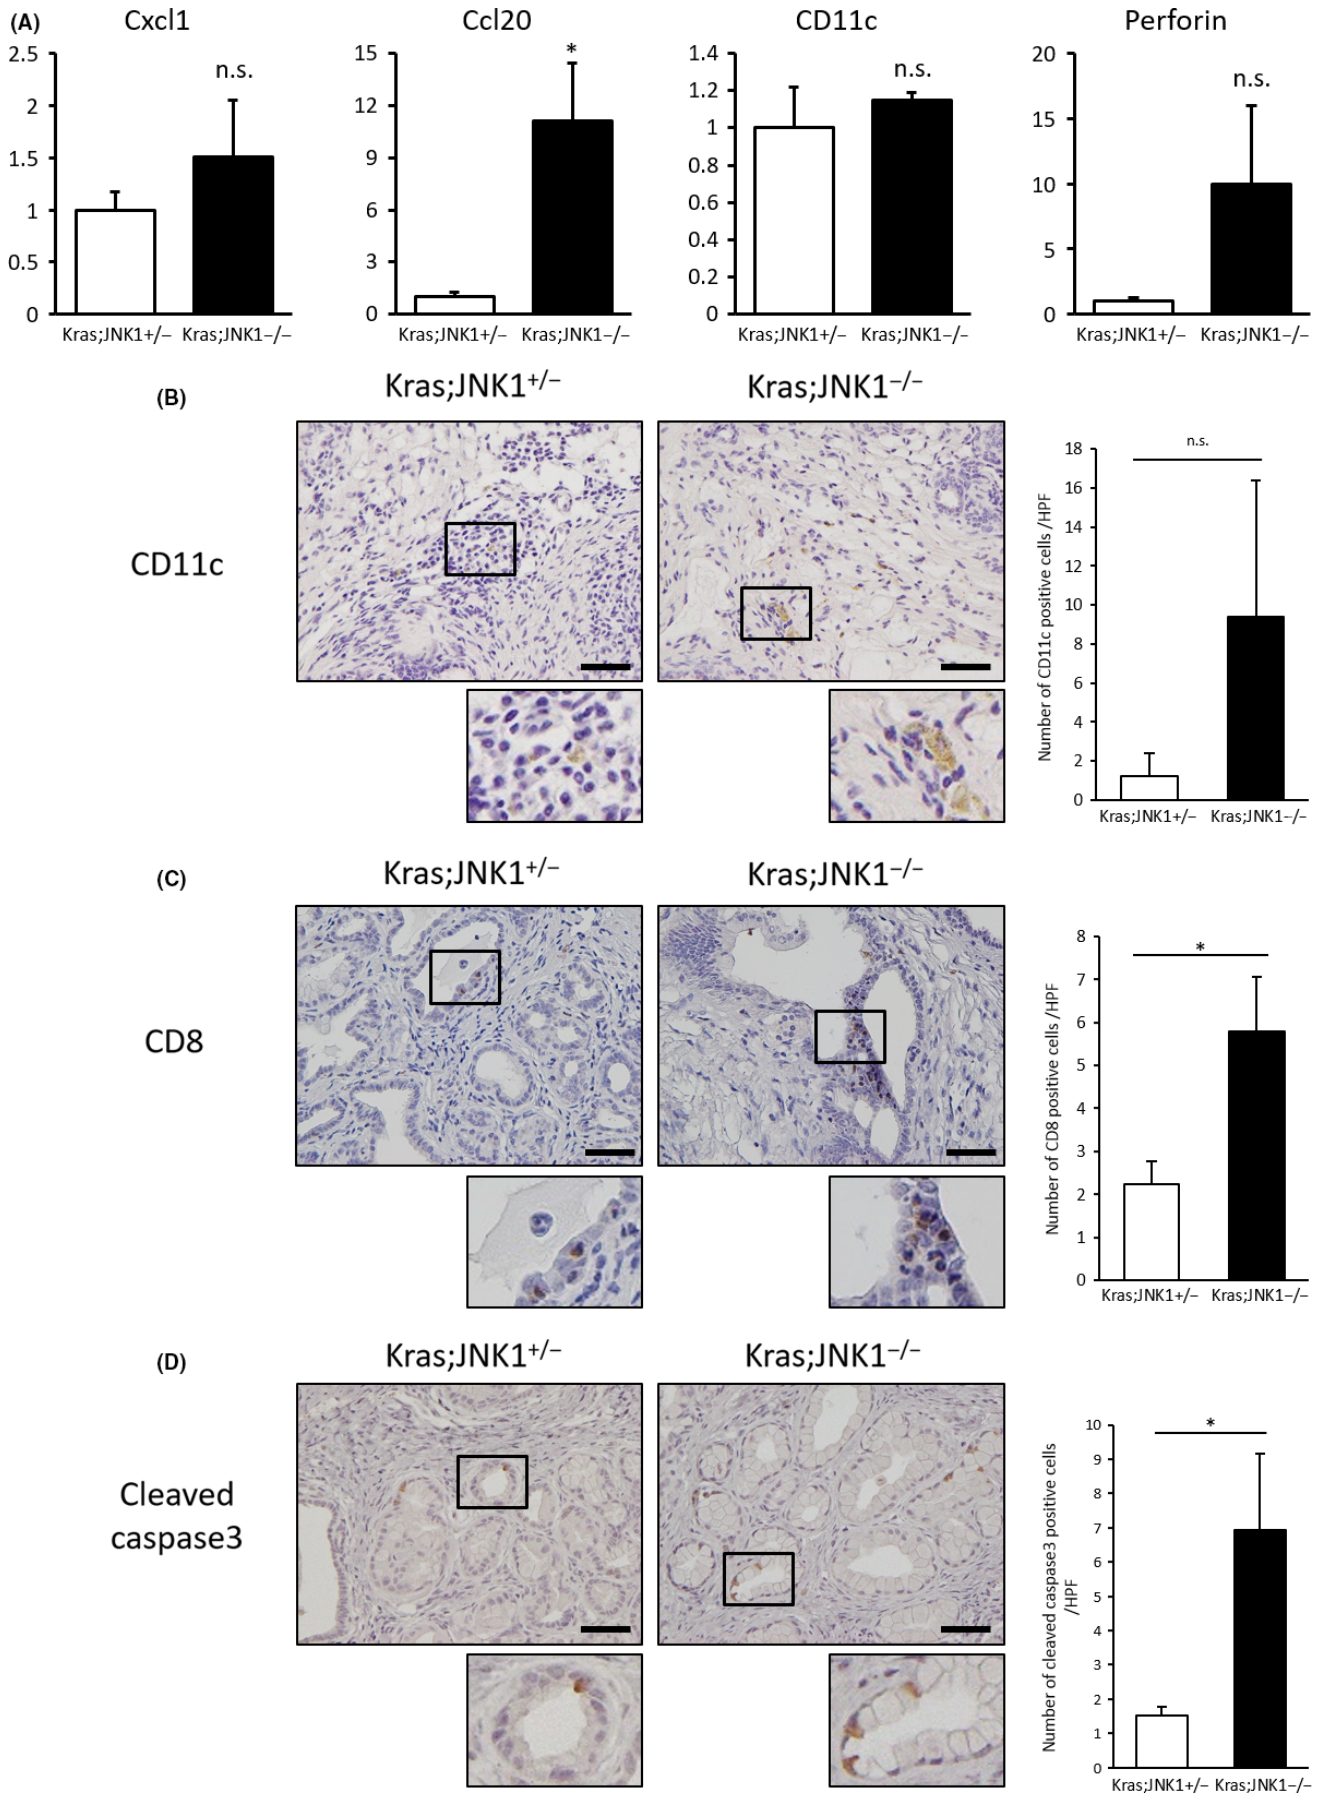 (A)
Cxcl1
Ccl20
CD11c
Perforin
2.5
2
1.5
1
0.5
0
n.s.
Kras;JNK1+/− Kras;JNK1−/−
15
12
9
6
3
0
*
Kras;JNK1+/− Kras;JNK1−/−
1.4
1.2
1
0.8
0.6
0.4
0.2
0
n.s.
Kras;JNK1+/− Kras;JNK1−/−
20
15
10
5
0
n.s.
Kras;JNK1+/− Kras;JNK1−/−
(B)
Kras;JNK1+/−
Kras;JNK1−/−
CD11c
Number of CD11c positive cells /HPF
18
16
14
12
10
8
6
4
2
0
n.s.
Kras;JNK1+/− Kras;JNK1−/−
(C)
Kras;JNK1+/−
Kras;JNK1−/−
CD8
Number of CD8 positive cells /HPF
8
7
6
5
4
3
2
1
0
*
Kras;JNK1+/− Kras;JNK1−/−
(D)
Kras;JNK1+/−
Kras;JNK1−/−
Cleaved
caspase3
Number of cleaved caspase3 positive cells
/HPF
10
9
8
7
6
5
4
3
2
1
0
*
Kras;JNK1+/− Kras;JNK1−/−